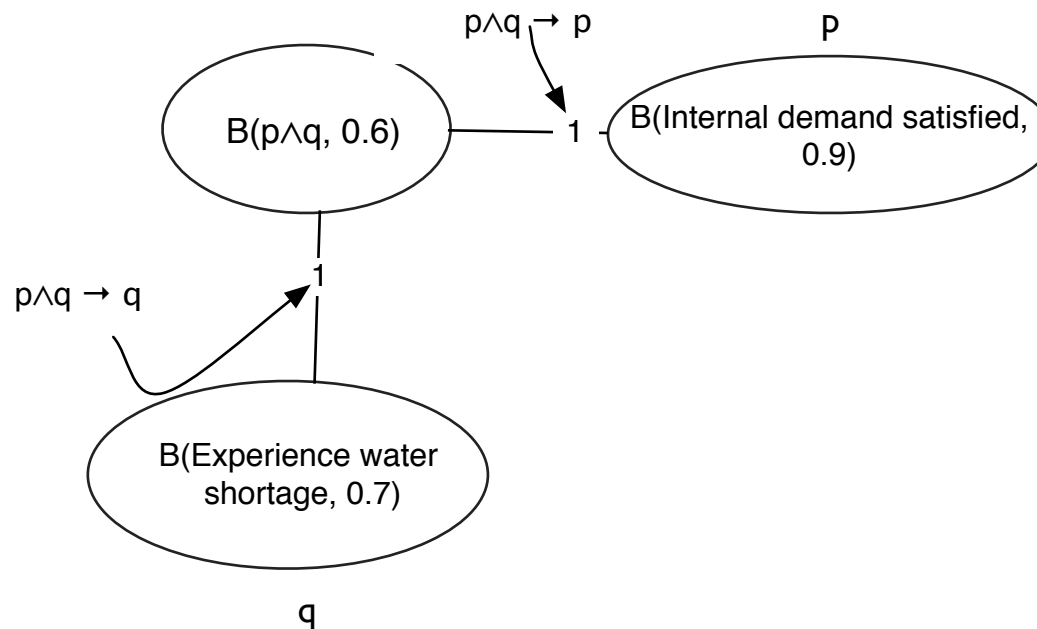 p∧q → p
p
B(p∧q, 0.6)
1
B(Internal demand satisfied,
0.9)
1
p∧q → q
B(Experience water
shortage, 0.7)
q